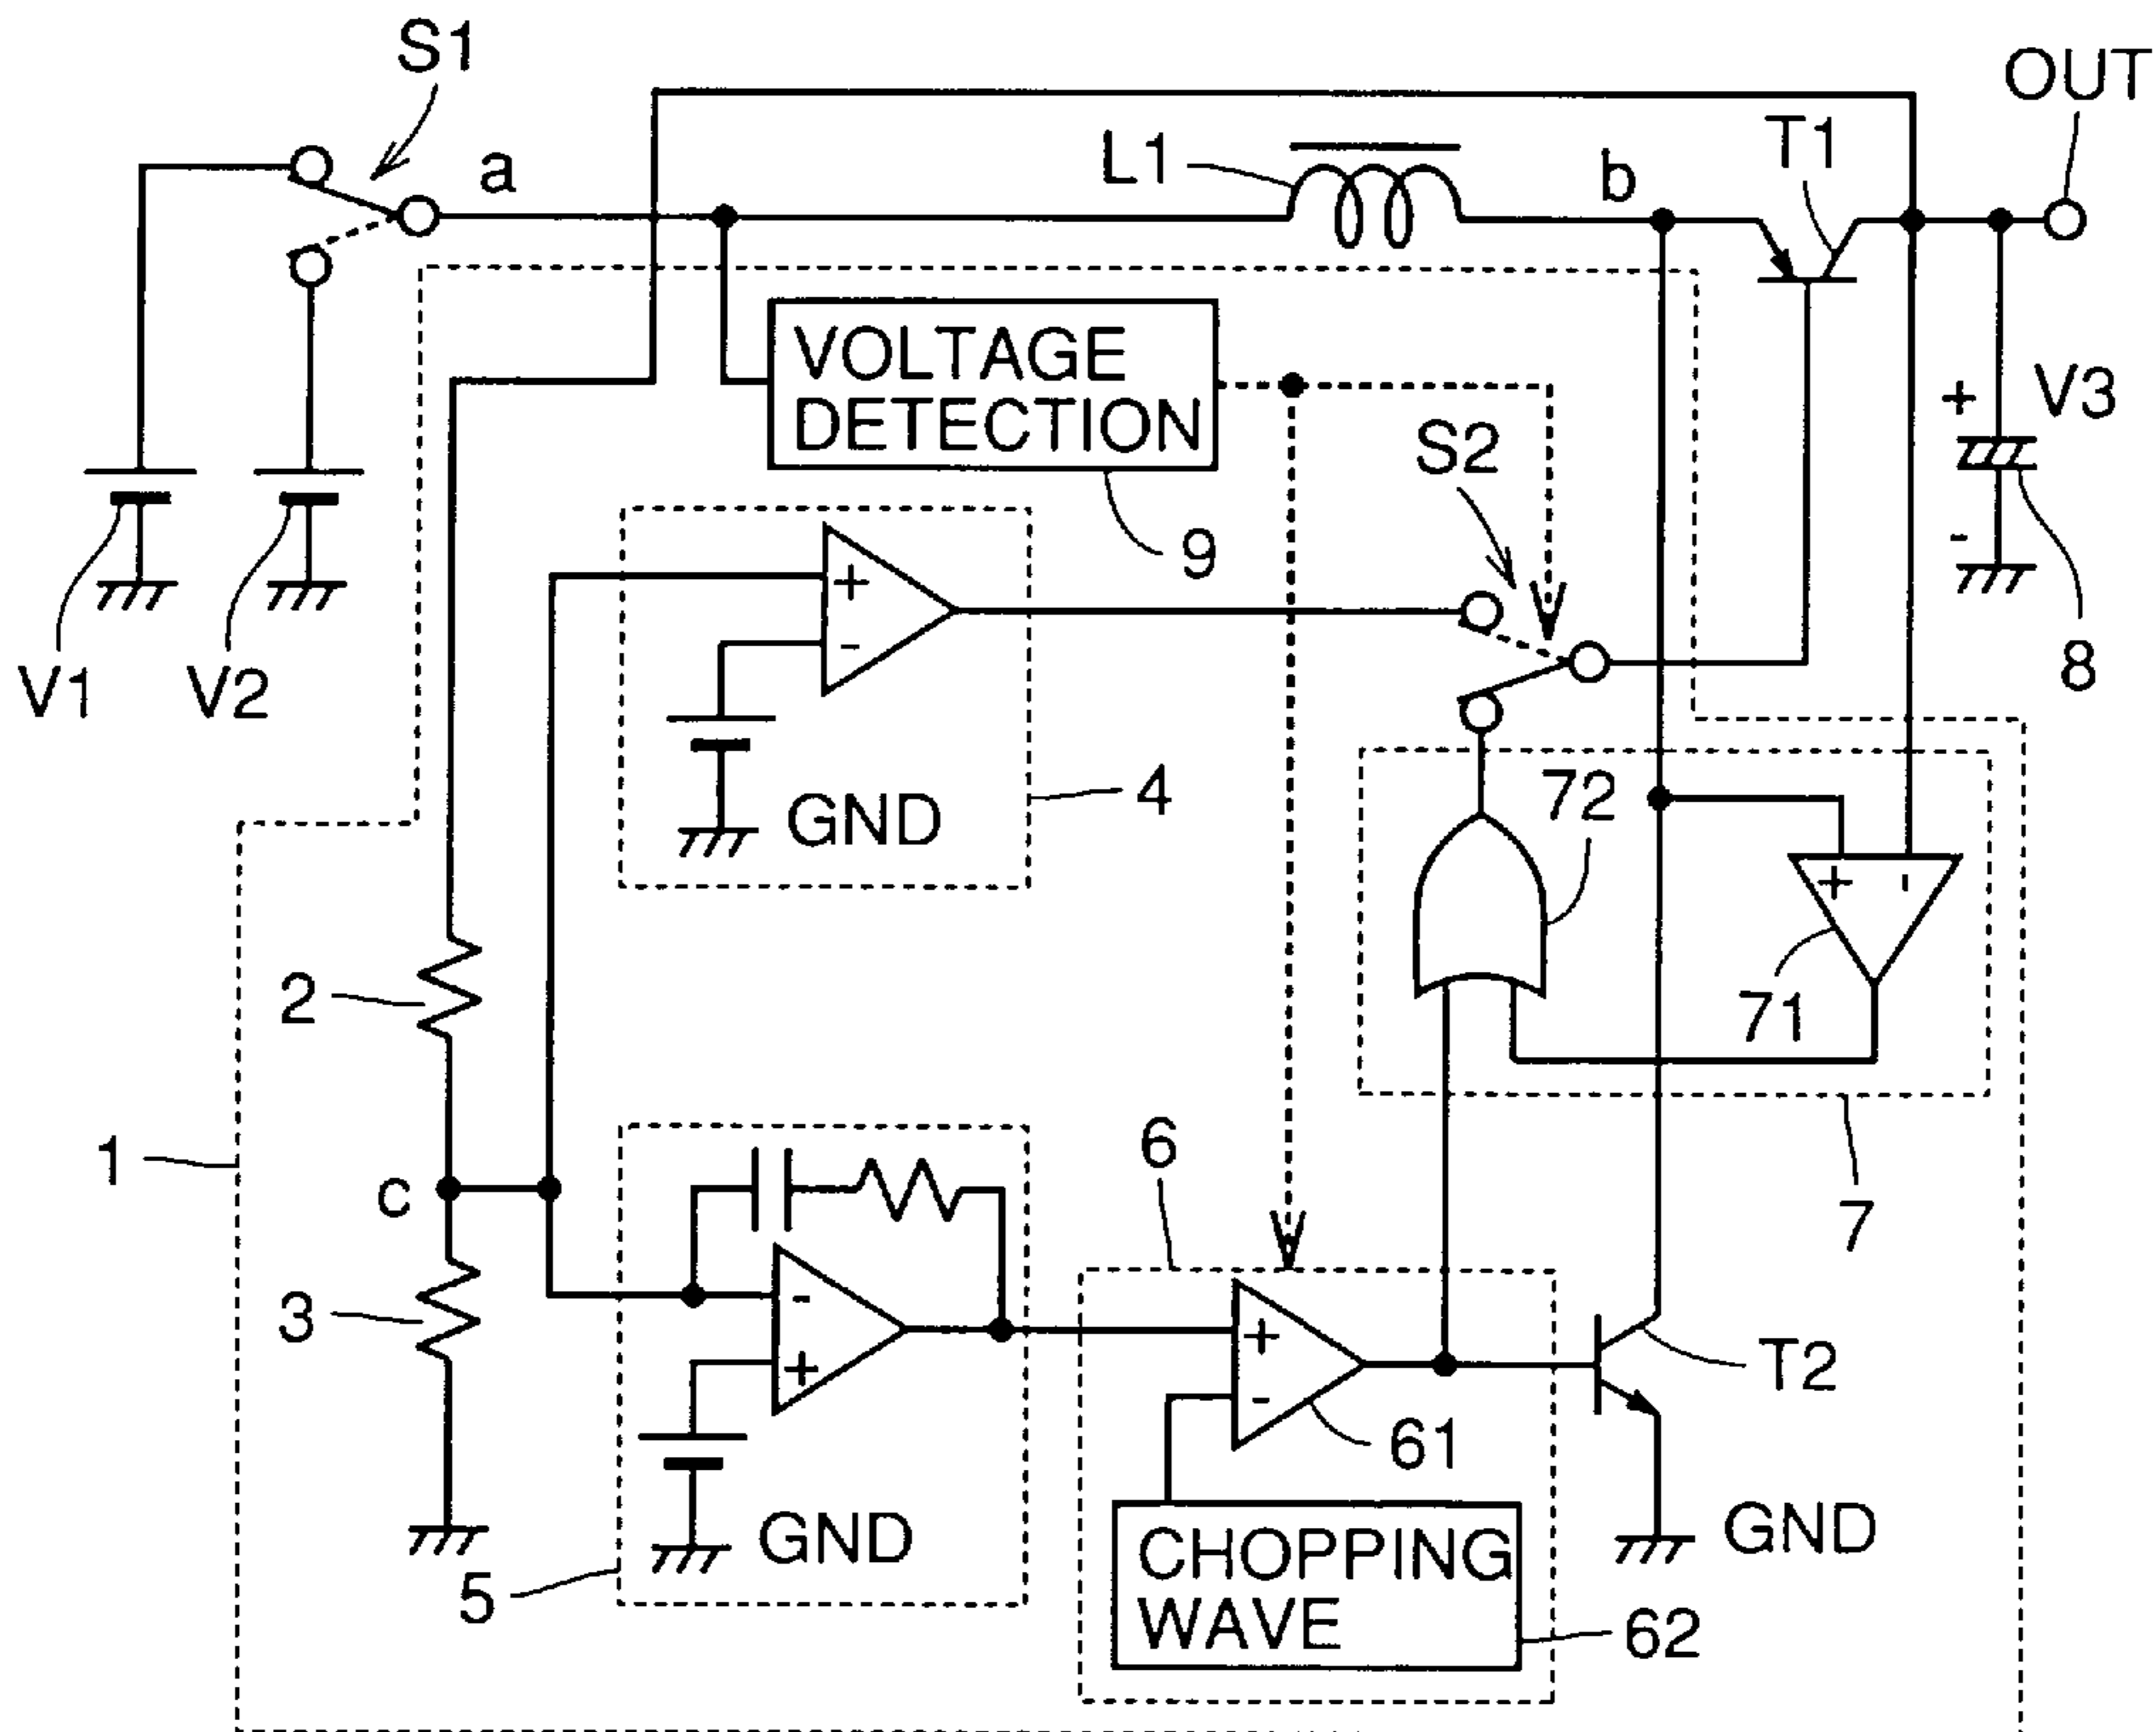 S1
OUT
a
L1
b
T1
VOLTAGE
DETECTION
S2
+
V3
-
9
8
V1
V2
+
-
GND
4
72
+
-
71
2
1
c
6
7
3
-
+
+
-
T2
61
GND
5
CHOPPING
WAVE
GND
62